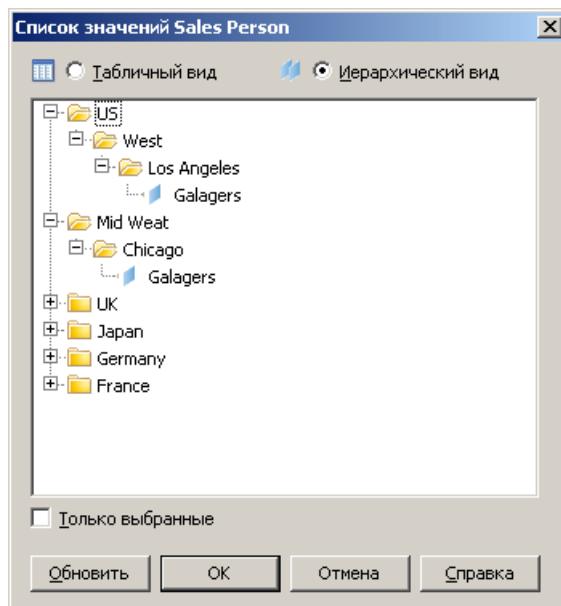 Список значений Sales Person
Табличный вид Иерархический вид
US
West
Los Angeles
Galagers
Mid Weat
Chicago
Galagers
UK
Japan
Germany
France
Только выбранные
Обновить OK Отмена Справка